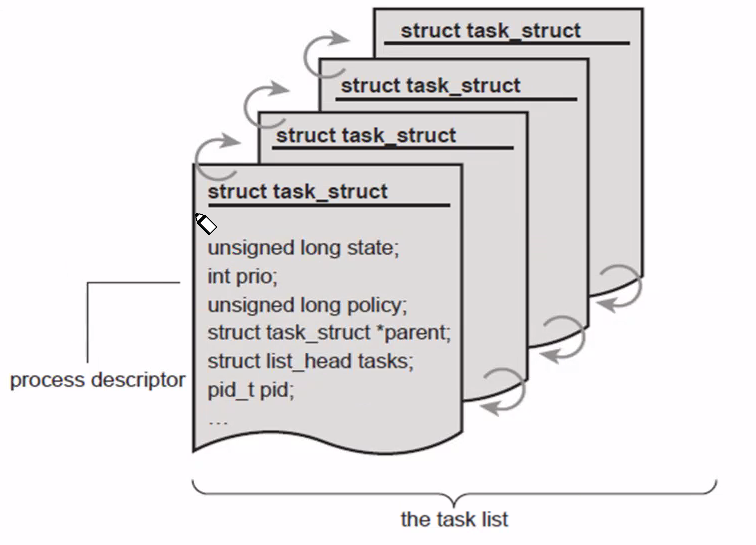 struct task_struct
struct task_struct
struct task_struct
struct task_struct
unsigned long state;
int prio;
unsigned long policy;
struct task_struct *parent;
struct list_head tasks;
pid_t pid;
...
process descriptor
the task list